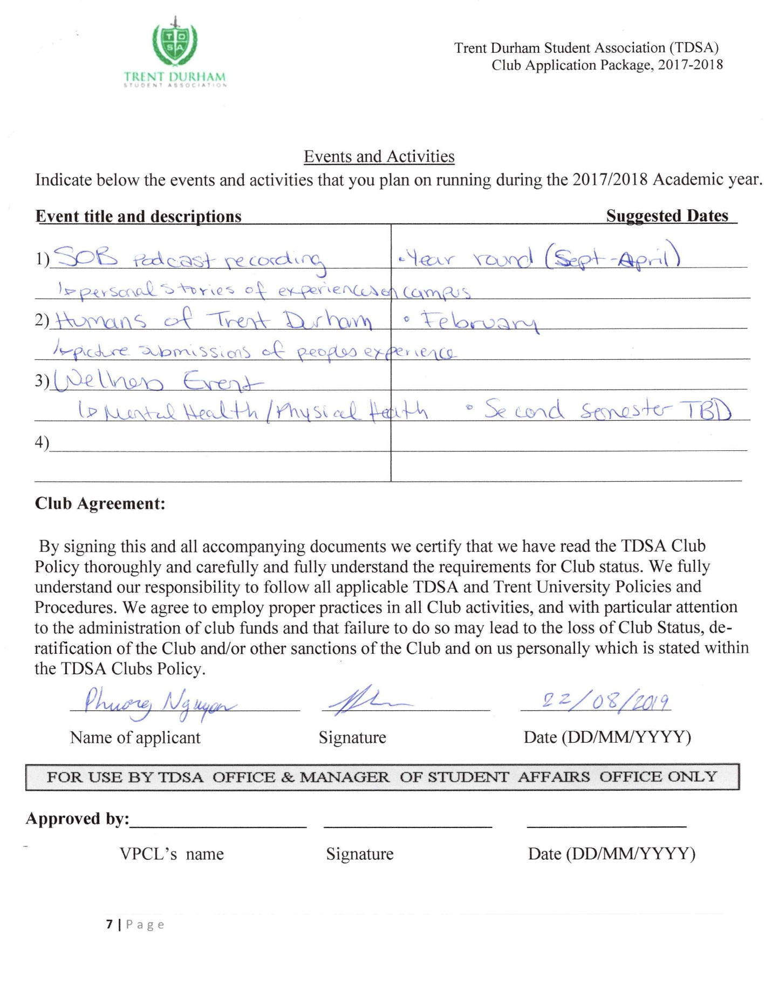 T D
S A
TRENT DURHAM
STUDENT ASSOCIATION
Trent Durham Student Association (TDSA)
Club Application Package, 2017-2018
Events and Activities
Indicate below the events and activities that you plan on running during the 2017/2018 Academic year.
Event title and descriptions Suggested Dates
1) SOB Podcast recording • Year round (Sept-April)
↳ personal stories of experiences on campus
2) Humans of Trent Durham • February
↳ picture submissions of peoples experience
3) Wellness Event
↳ Mental Health / Physical Health • Second semester TBD
4)
Club Agreement:
By signing this and all accompanying documents we certify that we have read the TDSA Club
Policy thoroughly and carefully and fully understand the requirements for Club status. We fully
understand our responsibility to follow all applicable TDSA and Trent University Policies and
Procedures. We agree to employ proper practices in all Club activities, and with particular attention
to the administration of club funds and that failure to do so may lead to the loss of Club Status, de-
ratification of the Club and/or other sanctions of the Club and on us personally which is stated within
the TDSA Clubs Policy.
Phuong Nguyen 22/08/2019
Name of applicant Signature Date (DD/MM/YYYY)
FOR USE BY TDSA OFFICE & MANAGER OF STUDENT AFFAIRS OFFICE ONLY
Approved by:
VPCL's name Signature Date (DD/MM/YYYY)
7 | Page